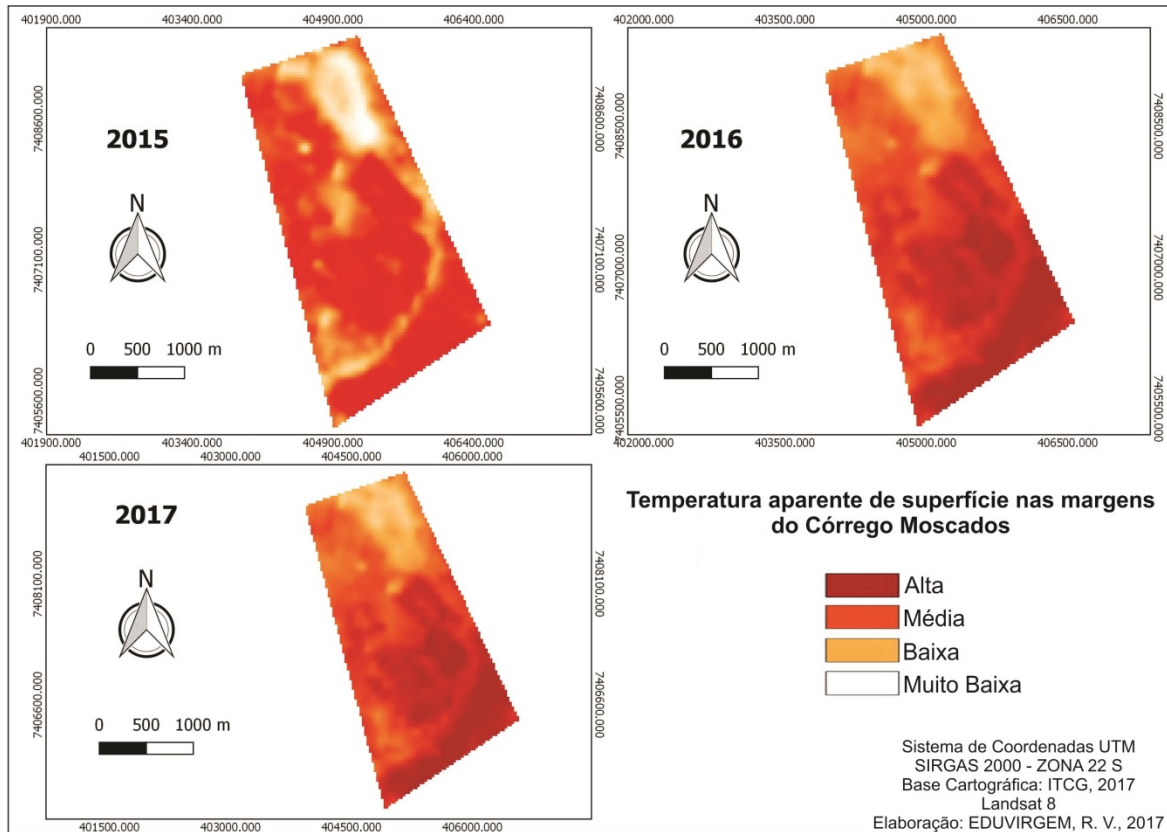 401900.000 403400.000 404900.000 406400.000
7408600.000
7407100.000
7405600.000
2015
N
0 500 1000 m
7408600.000
7407100.000
7405600.000
401900.000 403400.000 404900.000 406400.000
402000.000 403500.000 405000.000 406500.000
7408500.000
7407000.000
7405500.000
2016
N
0 500 1000 m
7408500.000
7407000.000
7405500.000
402000.000 403500.000 405000.000 406500.000
401500.000 403000.000 404500.000 406000.000
7408100.000
7406600.000
2017
N
0 500 1000 m
7408100.000
7406600.000
401500.000 403000.000 404500.000 406000.000
Temperatura aparente de superfície nas margens
do Córrego Moscados
Alta
Média
Baixa
Muito Baixa
Sistema de Coordenadas UTM
SIRGAS 2000 - ZONA 22 S
Base Cartográfica: ITCG, 2017
Landsat 8
Elaboração: EDUVIRGEM, R. V., 2017